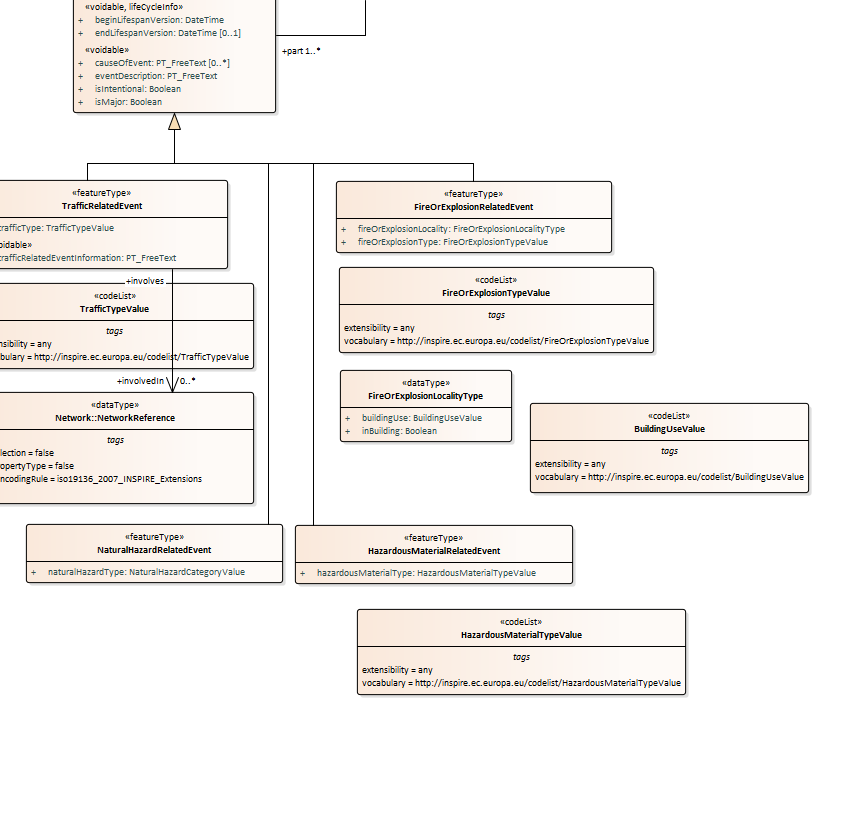 «voidable, lifeCycleInfo»
+ beginLifespanVersion: DateTime
+ endLifespanVersion: DateTime [0..1]
«voidable»
+ causeOfEvent: PT_FreeText [0..*]
+ eventDescription: PT_FreeText
+ isIntentional: Boolean
+ isMajor: Boolean
+part 1..*
«featureType»
TrafficRelatedEvent
trafficType: TrafficTypeValue
oidable»
trafficRelatedEventInformation: PT_FreeText
«featureType»
FireOrExplosionRelatedEvent
+ fireOrExplosionLocality: FireOrExplosionLocalityType
+ fireOrExplosionType: FireOrExplosionTypeValue
+involves
«codeList»
TrafficTypeValue
tags
nsibility = any
bulary = http://inspire.ec.europa.eu/codelist/TrafficTypeValue
«codeList»
FireOrExplosionTypeValue
tags
extensibility = any
vocabulary = http://inspire.ec.europa.eu/codelist/FireOrExplosionTypeValue
+involvedIn 0..*
«dataType»
FireOrExplosionLocalityType
+ buildingUse: BuildingUseValue
+ inBuilding: Boolean
«dataType»
Network::NetworkReference
tags
lection = false
opertyType = false
ncodingRule = iso19136_2007_INSPIRE_Extensions
«codeList»
BuildingUseValue
tags
extensibility = any
vocabulary = http://inspire.ec.europa.eu/codelist/BuildingUseValue
«featureType»
NaturalHazardRelatedEvent
+ naturalHazardType: NaturalHazardCategoryValue
«featureType»
HazardousMaterialRelatedEvent
+ hazardousMaterialType: HazardousMaterialTypeValue
«codeList»
HazardousMaterialTypeValue
tags
extensibility = any
vocabulary = http://inspire.ec.europa.eu/codelist/HazardousMaterialTypeValue